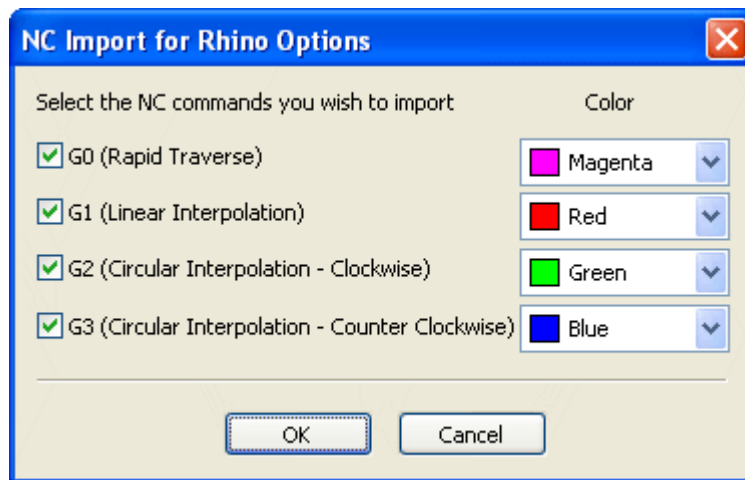 NC Import for Rhino Options
Select the NC commands you wish to import Color
G0 (Rapid Traverse) Magenta
G1 (Linear Interpolation) Red
G2 (Circular Interpolation - Clockwise) Green
G3 (Circular Interpolation - Counter Clockwise) Blue
OK Cancel